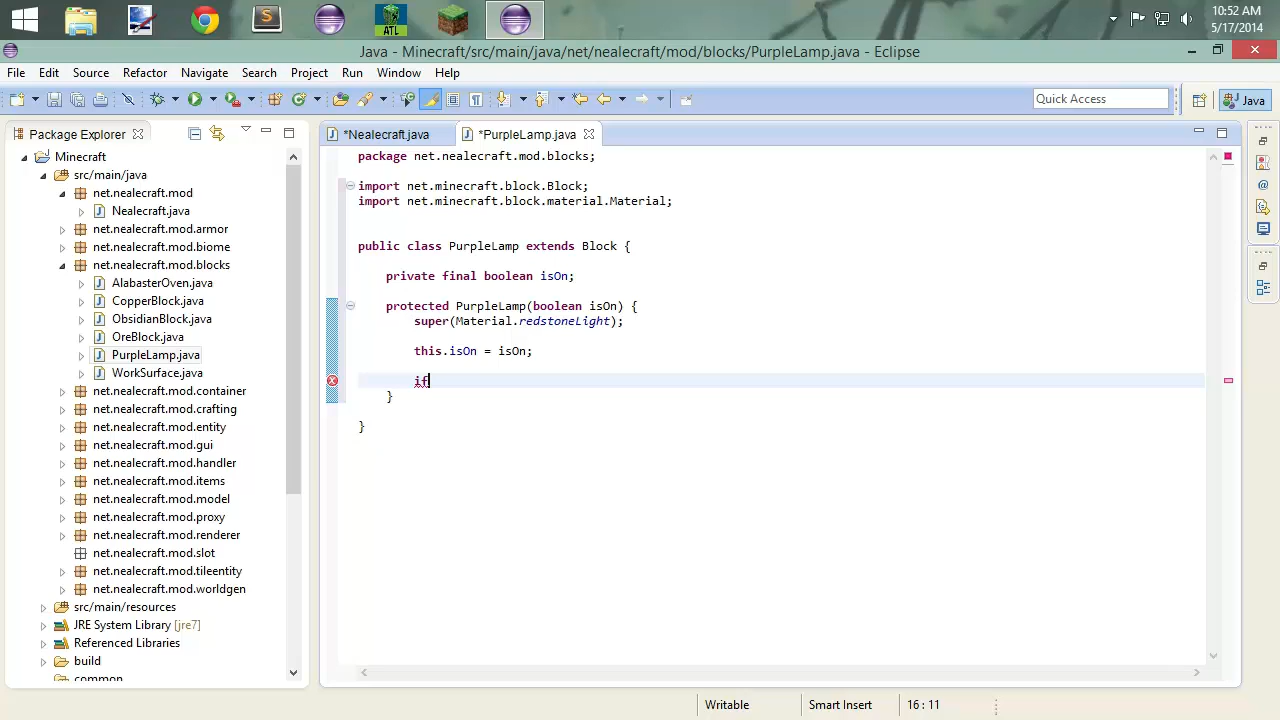 S
ATL
10:52 AM
5/17/2014
Java - Minecraft/src/main/java/net/nealecraft/mod/blocks/PurpleLamp.java - Eclipse
File Edit Source Refactor Navigate Search Project Run Window Help
Quick Access
Java
Package Explorer
*Nealecraft.java
*PurpleLamp.java
Minecraft
src/main/java
net.nealecraft.mod
Nealecraft.java
net.nealecraft.mod.armor
net.nealecraft.mod.biome
net.nealecraft.mod.blocks
AlabasterOven.java
CopperBlock.java
ObsidianBlock.java
OreBlock.java
PurpleLamp.java
WorkSurface.java
net.nealecraft.mod.container
net.nealecraft.mod.crafting
net.nealecraft.mod.entity
net.nealecraft.mod.gui
net.nealecraft.mod.handler
net.nealecraft.mod.items
net.nealecraft.mod.model
net.nealecraft.mod.proxy
net.nealecraft.mod.renderer
net.nealecraft.mod.slot
net.nealecraft.mod.tileentity
net.nealecraft.mod.worldgen
src/main/resources
JRE System Library [jre7]
Referenced Libraries
build
common
package net.nealecraft.mod.blocks;
import net.minecraft.block.Block;
import net.minecraft.block.material.Material;
public class PurpleLamp extends Block {
private final boolean isOn;
protected PurpleLamp(boolean isOn) {
super(Material.redstoneLight);
this.isOn = isOn;
if
}
}
Writable
Smart Insert
16 : 11